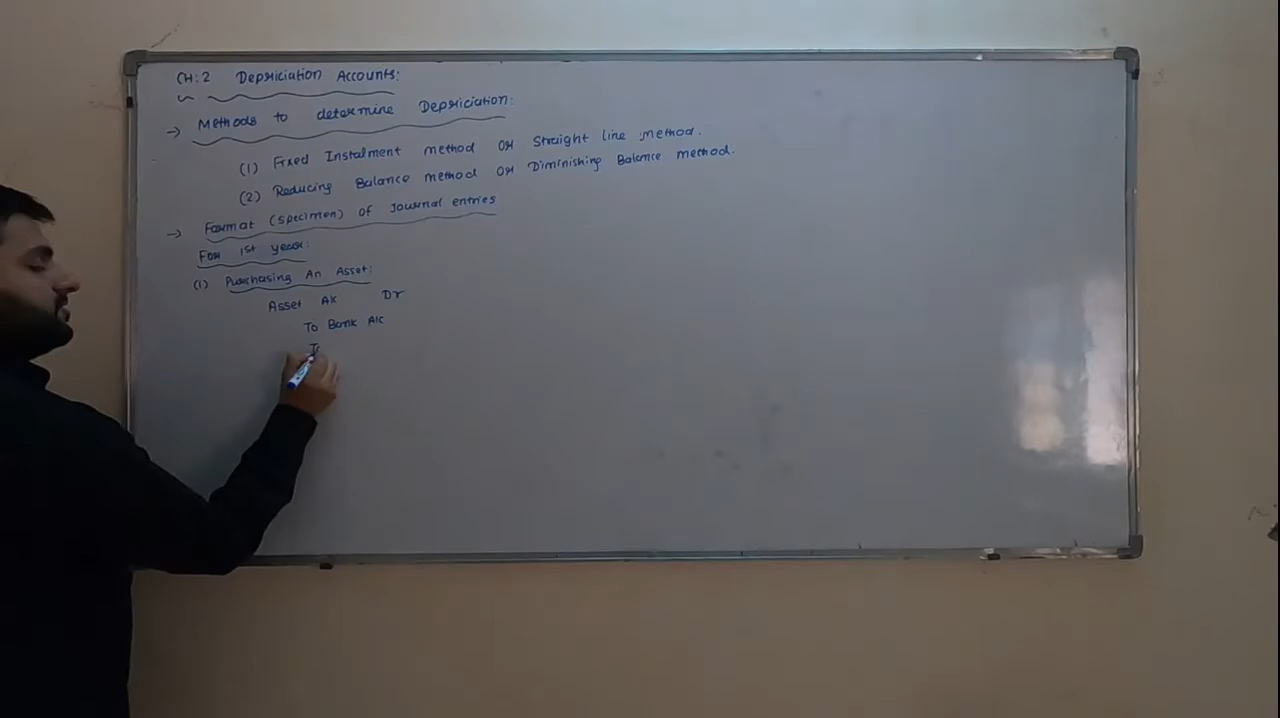 CH: 2 Depriciation Accounts:
→ Methods to determine Depriciation:
(1) Fixed Instalment method OR Straight line method.
(2) Reducing Balance method OR Diminishing Balance method.
→ Format (specimen) of Journal entries
For 1st year:
(1) Purchasing An Asset:
Asset A/c Dr
To Bank A/c